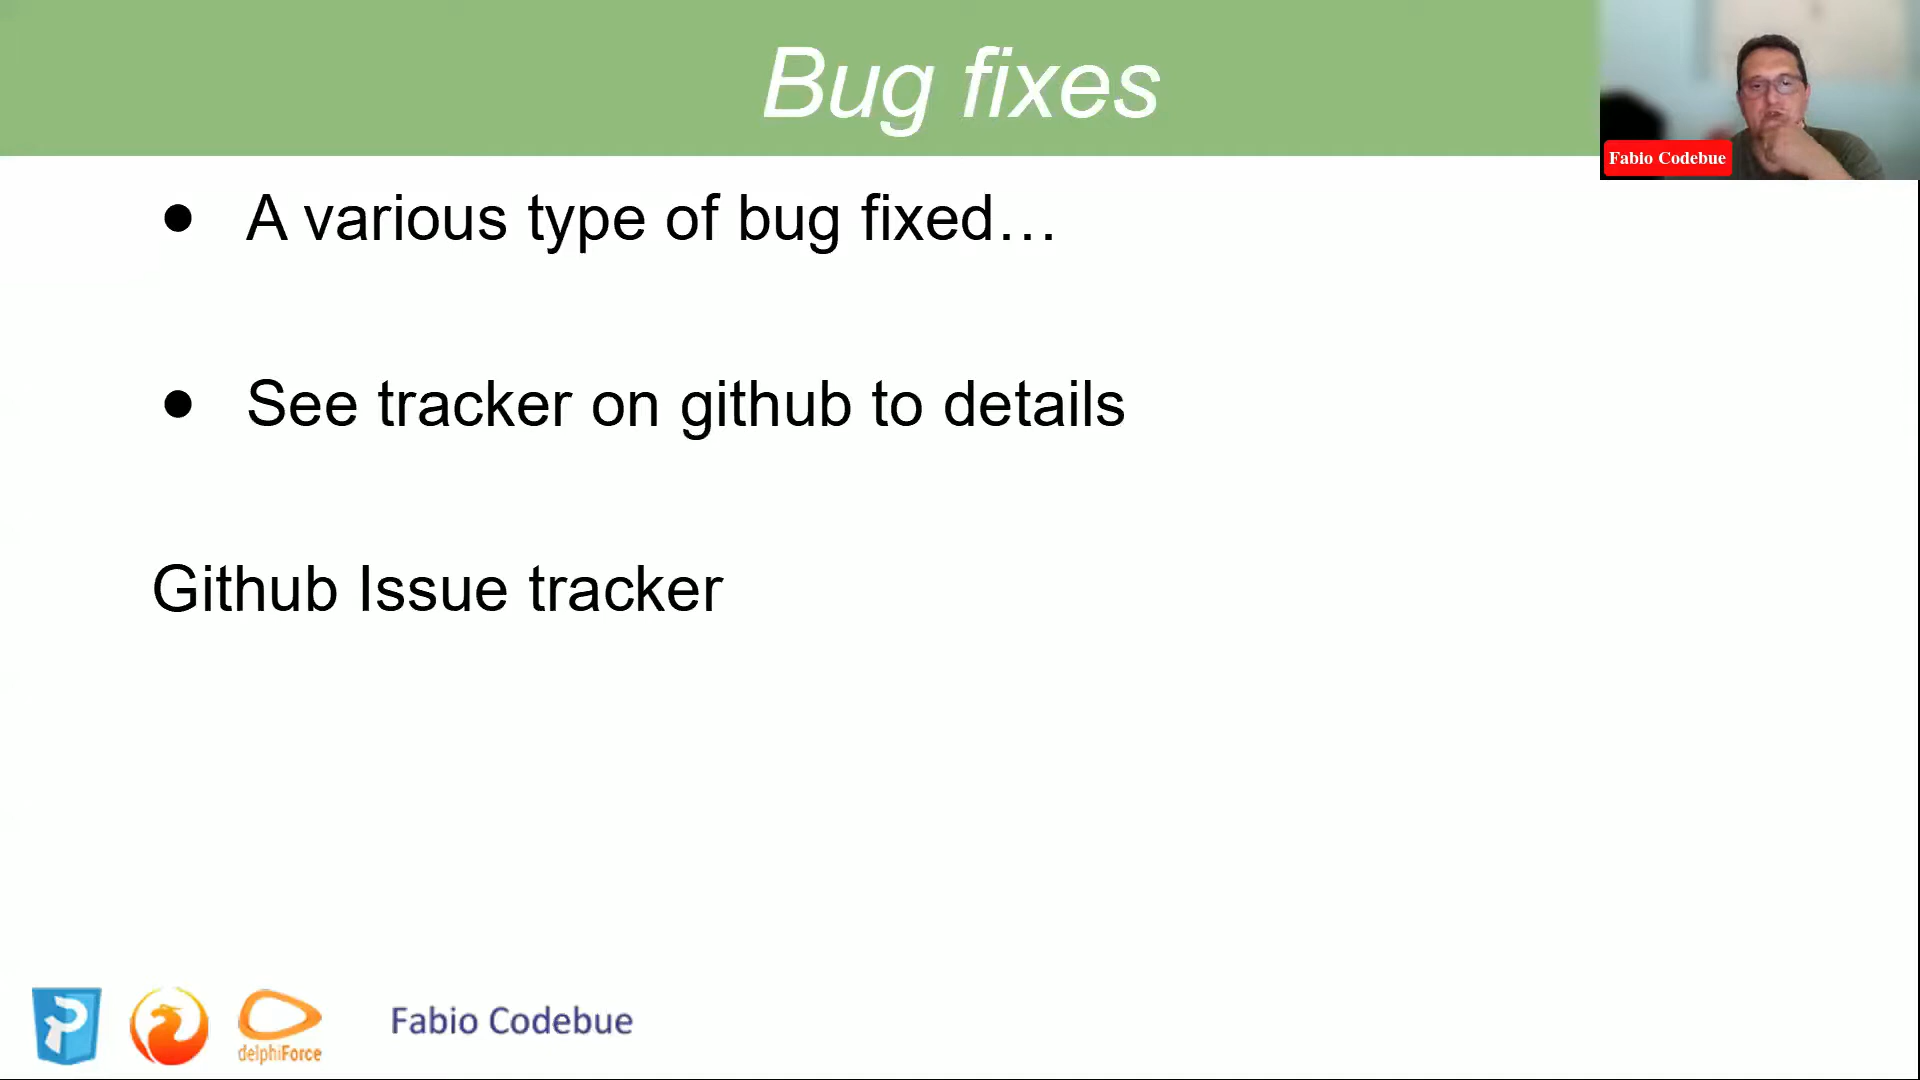 Bug fixes
Fabio Codebue
● A various type of bug fixed…
● See tracker on github to details
Github Issue tracker
delphiForce
Fabio Codebue